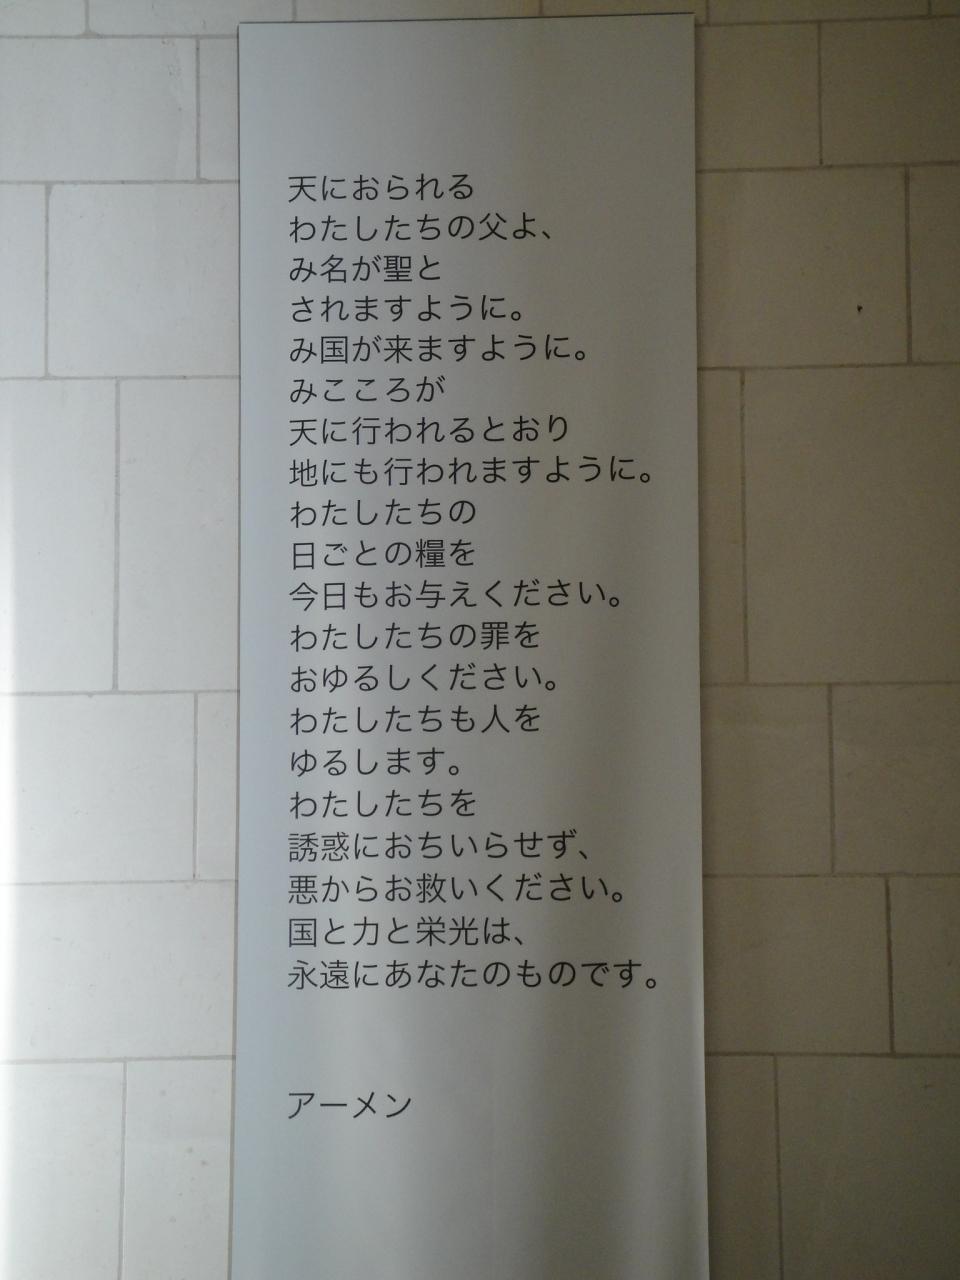 天におられる
わたしたちの父よ、
み名が聖と
されますように。
み国が来ますように。
みこころが
天に行われるとおり
地にも行われますように。
わたしたちの
日ごとの糧を
今日もお与えください。
わたしたちの罪を
おゆるしください。
わたしたちも人を
ゆるします。
わたしたちを
誘惑におちいらせず、
悪からお救いください。
国と力と栄光は、
永遠にあなたのものです。
アーメン